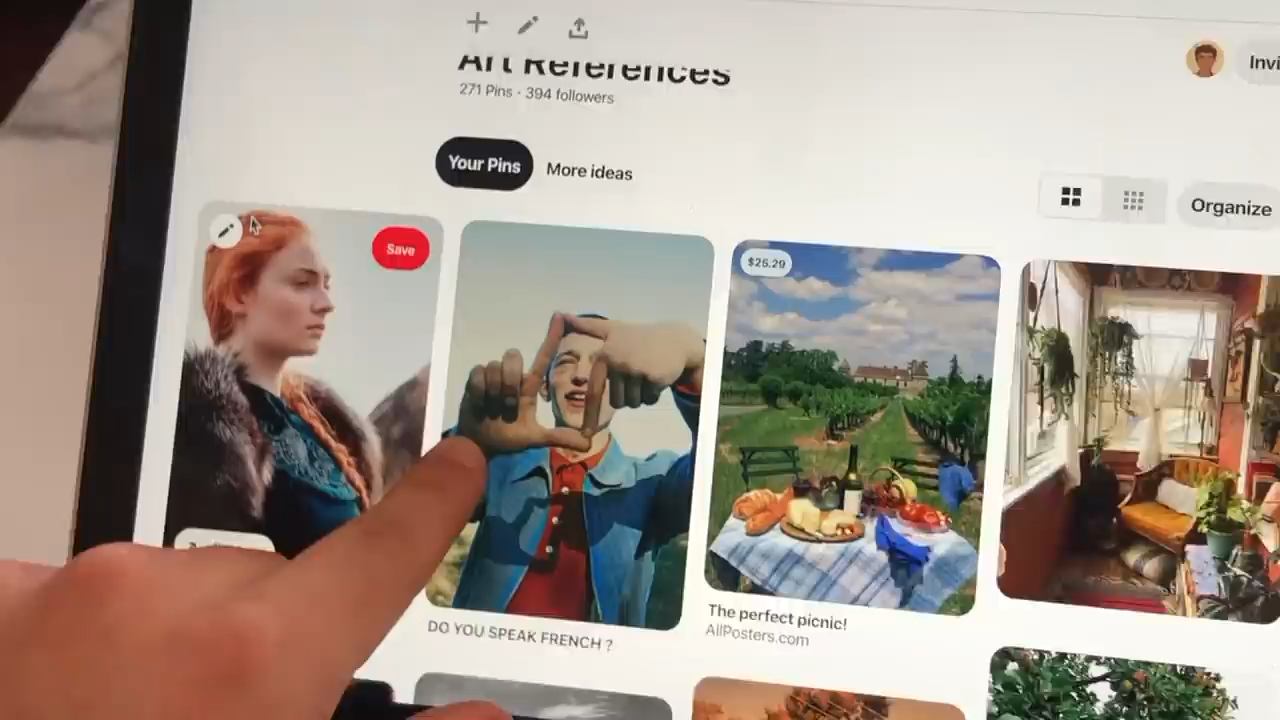 Art References
271 Pins · 394 followers
Invi
Your Pins
More ideas
Organize
Save
$25.29
The perfect picnic!
AllPosters.com
DO YOU SPEAK FRENCH ?